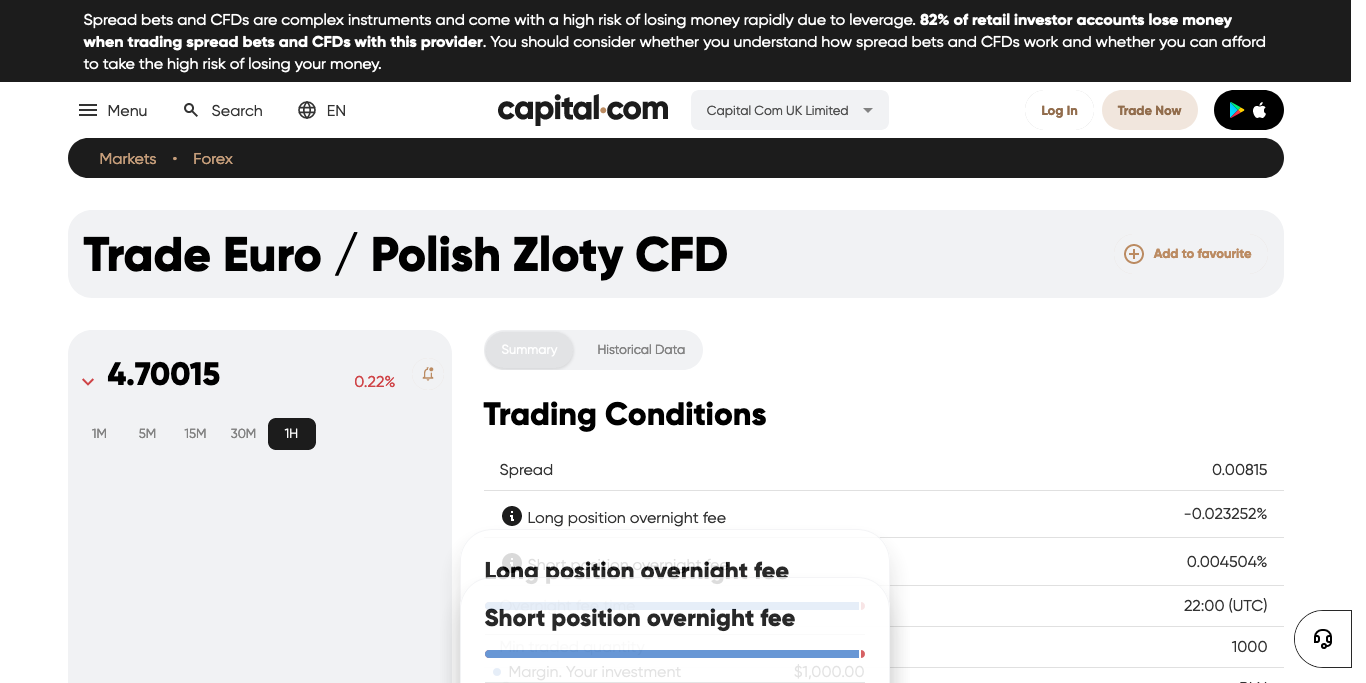 Spread bets and CFDs are complex instruments and come with a high risk of losing money rapidly due to leverage. 82% of retail investor accounts lose money
when trading spread bets and CFDs with this provider. You should consider whether you understand how spread bets and CFDs work and whether you can afford
to take the high risk of losing your money.
Menu Search EN capital.com Capital Com UK Limited Log In Trade Now
Markets • Forex
Trade Euro / Polish Zloty CFD Add to favourite
4.70015 0.22%
1M 5M 15M 30M 1H
Summary Historical Data
Trading Conditions
Spread 0.00815
Long position overnight fee -0.023252%
Short position overnight fee 0.004504%
Long position overnight fee
22:00 (UTC)
Short position overnight fee
1000
Margin. Your investment $1,000.00